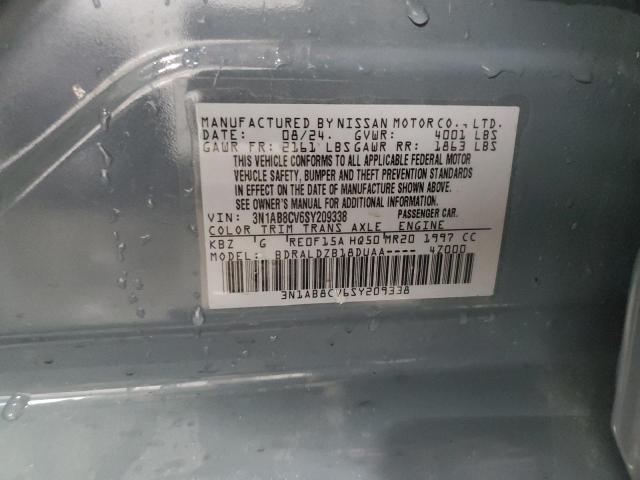 MANUFACTURED BY NISSAN MOTOR CO., LTD.
DATE: 08/24. GVWR: 4001 LBS
GAWR FR: 2161 LBS GAWR RR: 1863 LBS
THIS VEHICLE CONFORMS TO ALL APPLICABLE FEDERAL MOTOR
VEHICLE SAFETY, BUMPER AND THEFT PREVENTION STANDARDS
IN EFFECT ON THE DATE OF MANUFACTURE SHOWN ABOVE.
SEE OWNER'S MANUAL FOR ADDITIONAL INFORMATION.
VIN: 3N1AB8CV6SY209338 PASSENGER CAR.
COLOR TRIM TRANS AXLE ENGINE
KBZ G RE0F15A HQ50 MR20 1997 CC
MODEL: BDRALDZB18DUAA---- 47000
3N1AB8CV6SY209338